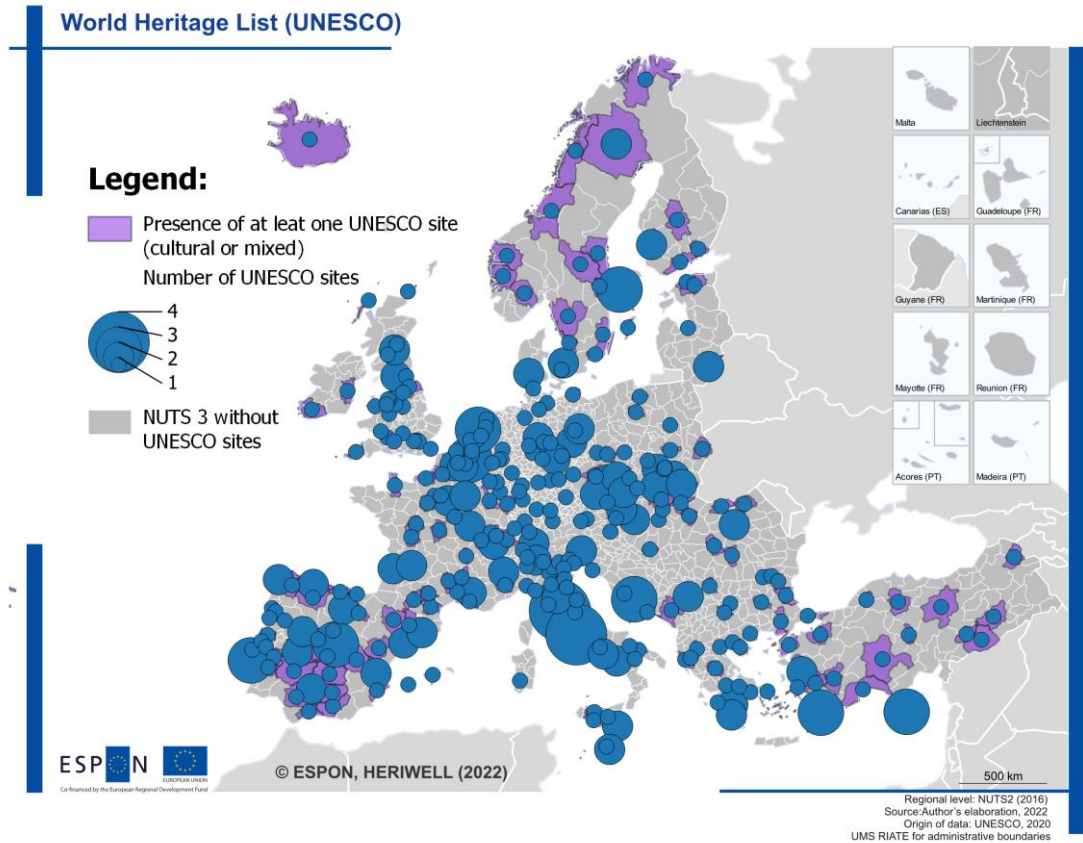 World Heritage List (UNESCO)
Legend:
Presence of at leat one UNESCO site
(cultural or mixed)
Number of UNESCO sites
4
3
2
1
NUTS 3 without
UNESCO sites
Malta
Liechtenstein
Canarias (ES)
Guadeloupe (FR)
Guyane (FR)
Martinique (FR)
Mayotte (FR)
Reunion (FR)
Acores (PT)
Madeira (PT)
ESPON
EUROPEAN UNION
Co-financed by the European Regional Development Fund
© ESPON, HERIWELL (2022)
500 km
Regional level: NUTS2 (2016)
Source:Author's elaboration, 2022
Origin of data: UNESCO, 2020
UMS RIATE for administrative boundaries